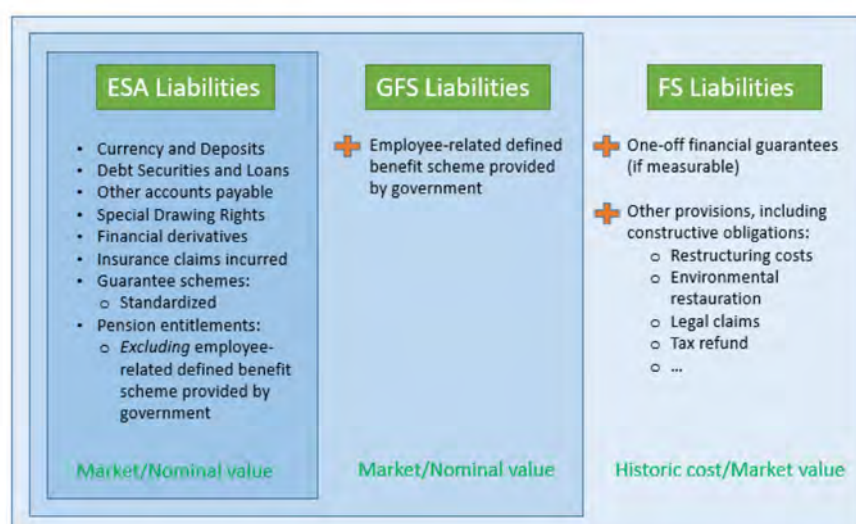 ESA Liabilities
• Currency and Deposits
• Debt Securities and Loans
• Other accounts payable
• Special Drawing Rights
• Financial derivatives
• Insurance claims incurred
• Guarantee schemes:
o Standardized
• Pension entitlements:
o Excluding employee-
related defined benefit
scheme provided by
government
Market/Nominal value
GFS Liabilities
Employee-related defined
benefit scheme provided
by government
Market/Nominal value
FS Liabilities
One-off financial guarantees
(if measurable)
Other provisions, including
constructive obligations:
o Restructuring costs
o Environmental
restauration
o Legal claims
o Tax refund
o ...
Historic cost/Market value